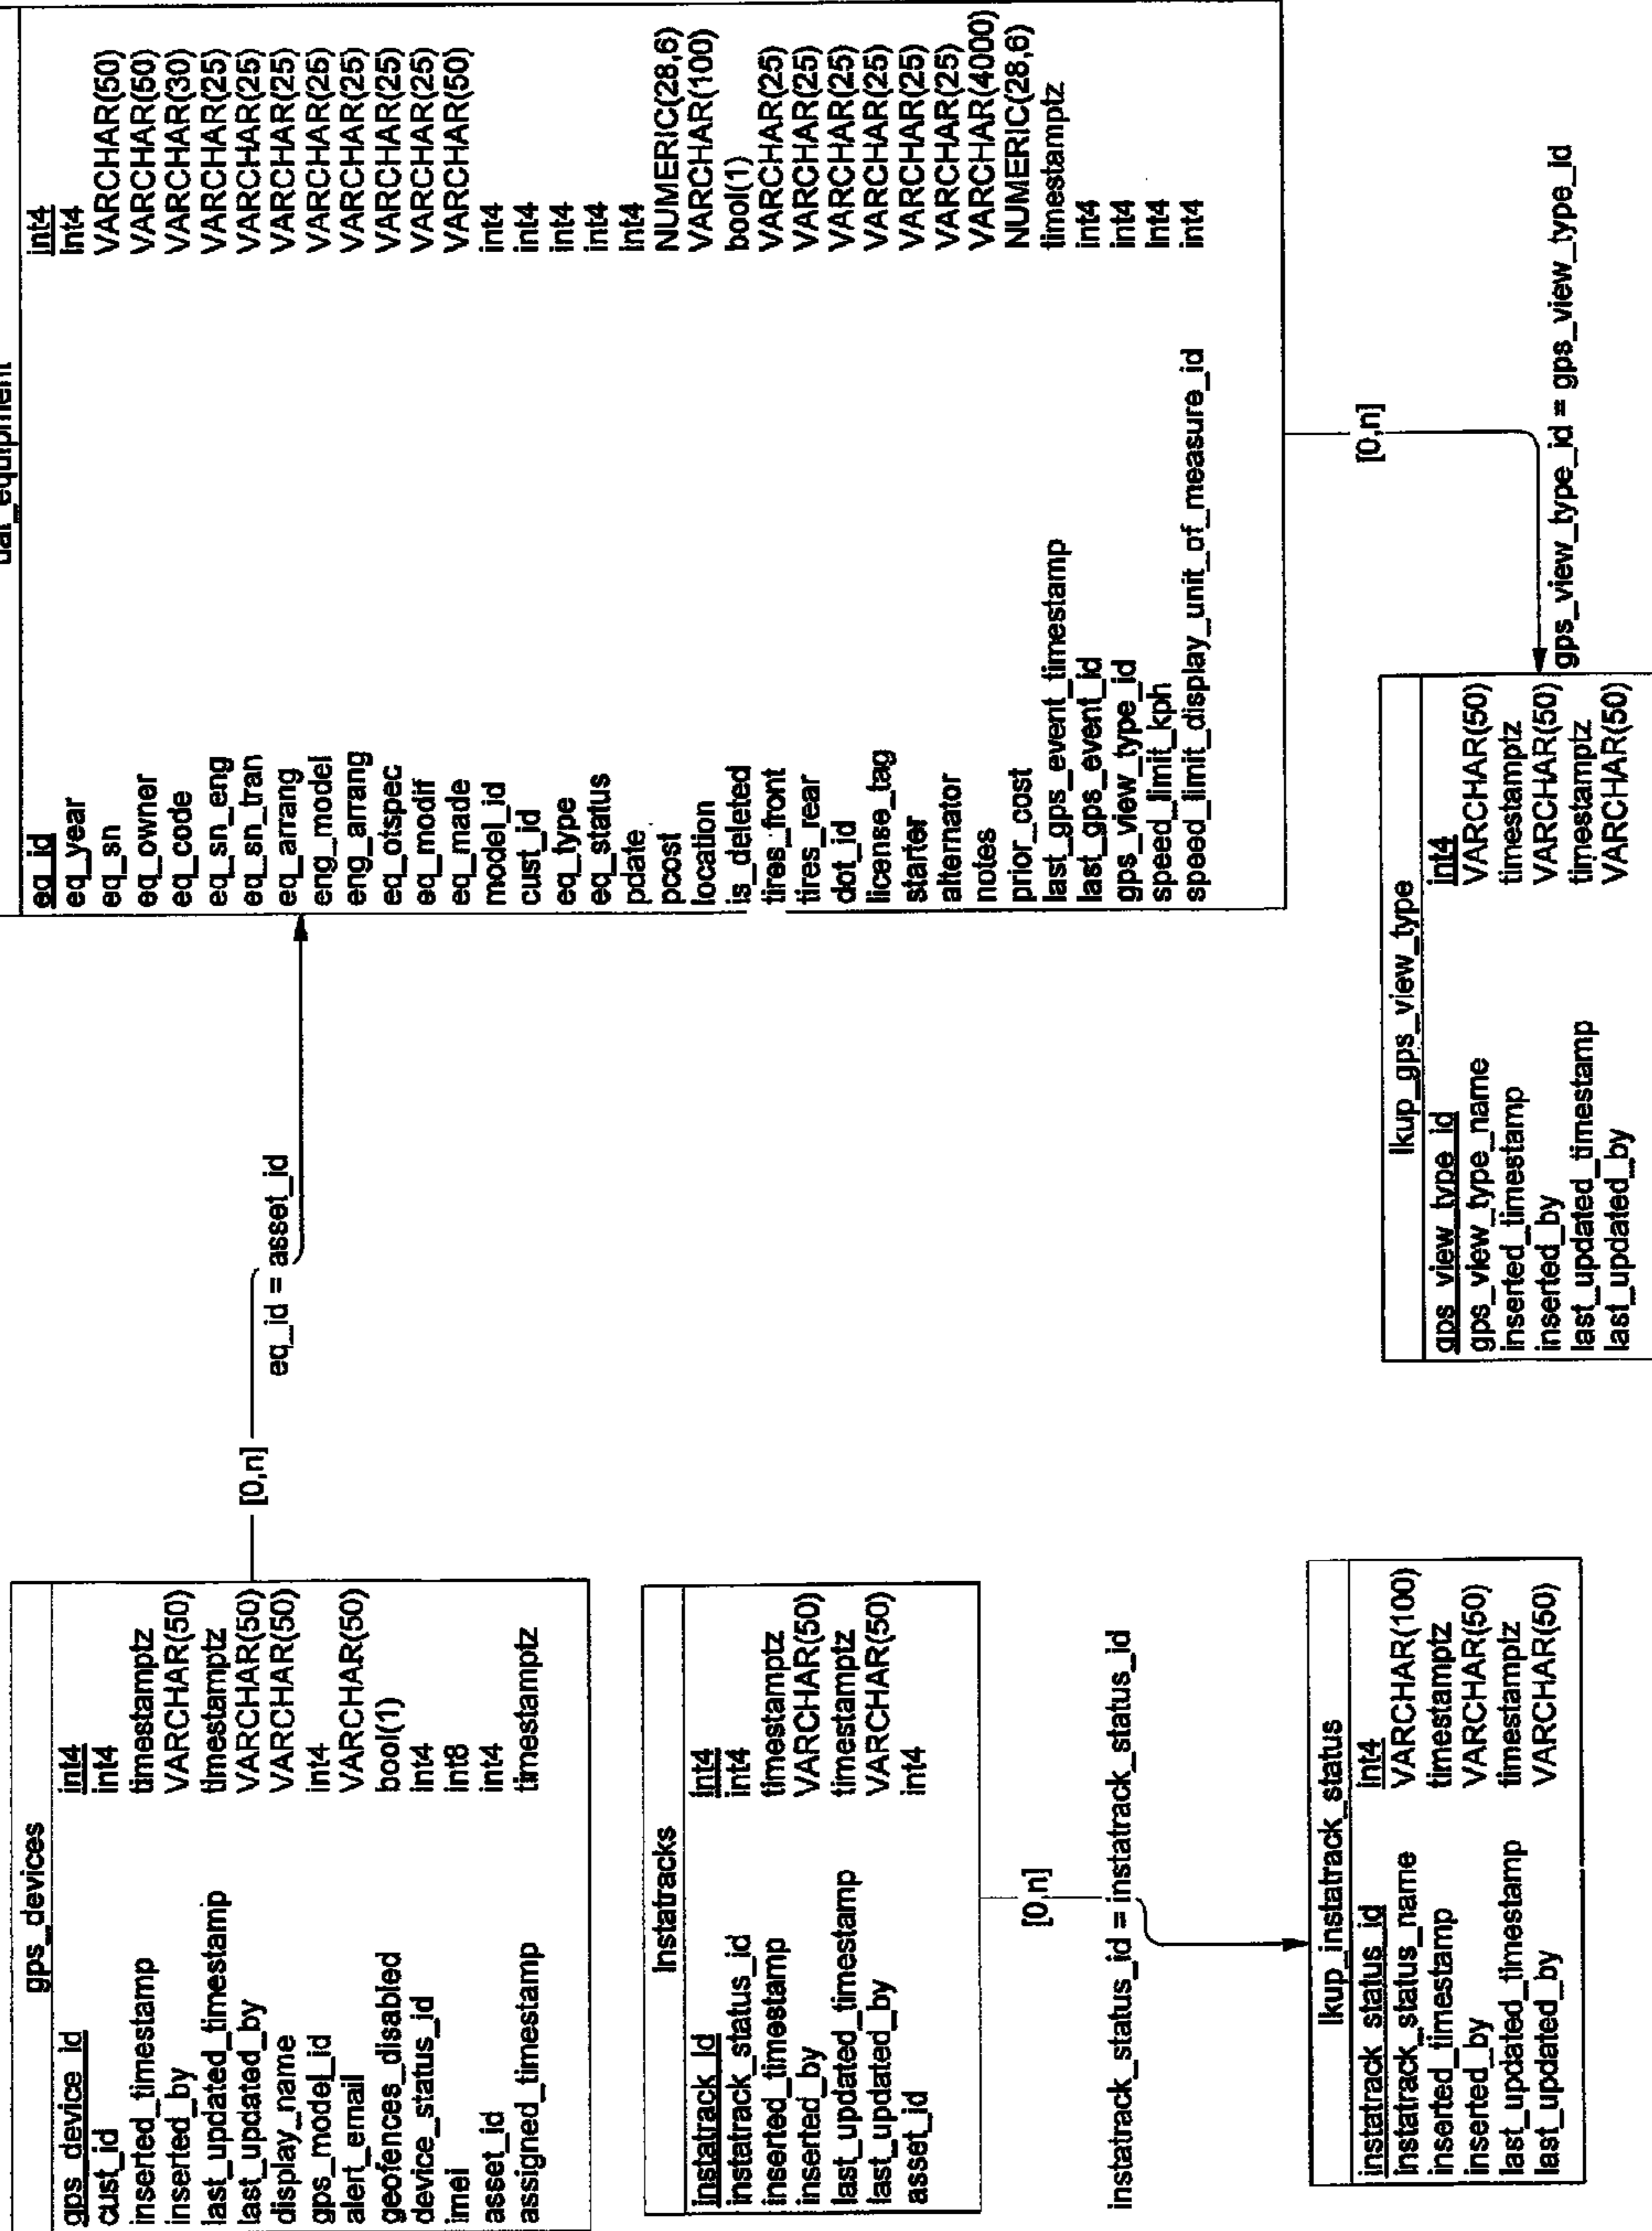 gps_devices
gps_device_id int4
cust_id int4
inserted_timestamp timestamptz
inserted_by VARCHAR(50)
last_updated_timestamp timestamptz
last_updated_by VARCHAR(50)
display_name VARCHAR(50)
gps_model_id int4
alert_email VARCHAR(50)
geofences_disabled bool(1)
device_status_id int4
imei int8
asset_id int4
assigned_timestamp timestamptz
[0,n]
eq_id = asset_id
dat_equipment
eq_id int4
eq_year int4
eq_sn VARCHAR(50)
eq_owner VARCHAR(50)
eq_code VARCHAR(30)
eq_sn_eng VARCHAR(25)
eq_sn_tran VARCHAR(25)
eq_arrang VARCHAR(25)
eng_model VARCHAR(25)
eng_arrang VARCHAR(25)
eq_otspec VARCHAR(25)
eq_modif VARCHAR(25)
eq_made VARCHAR(50)
model_id int4
cust_id int4
eq_type int4
eq_status int4
pdate int4
pcost NUMERIC(28,6)
location VARCHAR(100)
is_deleted bool(1)
tires_front VARCHAR(25)
tires_rear VARCHAR(25)
dot_id VARCHAR(25)
license_tag VARCHAR(25)
starter VARCHAR(25)
alternator VARCHAR(25)
notes VARCHAR(4000)
prior_cost NUMERIC(28,6)
last_gps_event_timestamp timestamptz
last_gps_event_id int4
gps_view_type_id int4
speed_limit_kph int4
speed_limit_display_unit_of_measure_id int4
instatracks
instatrack_id int4
instatrack_status_id int4
inserted_timestamp timestamptz
inserted_by VARCHAR(50)
last_updated_timestamp timestamptz
last_updated_by VARCHAR(50)
asset_id int4
[0,n]
instatrack_status_id = instatrack_status_id
lkup_instatrack_status
instatrack_status_id int4
instatrack_status_name VARCHAR(100)
inserted_timestamp timestamptz
inserted_by VARCHAR(50)
last_updated_timestamp timestamptz
last_updated_by VARCHAR(50)
[0,n]
gps_view_type_id = gps_view_type_id
lkup_gps_view_type
gps_view_type_id int4
gps_view_type_name VARCHAR(50)
inserted_timestamp timestamptz
inserted_by VARCHAR(50)
last_updated_timestamp timestamptz
last_updated_by VARCHAR(50)